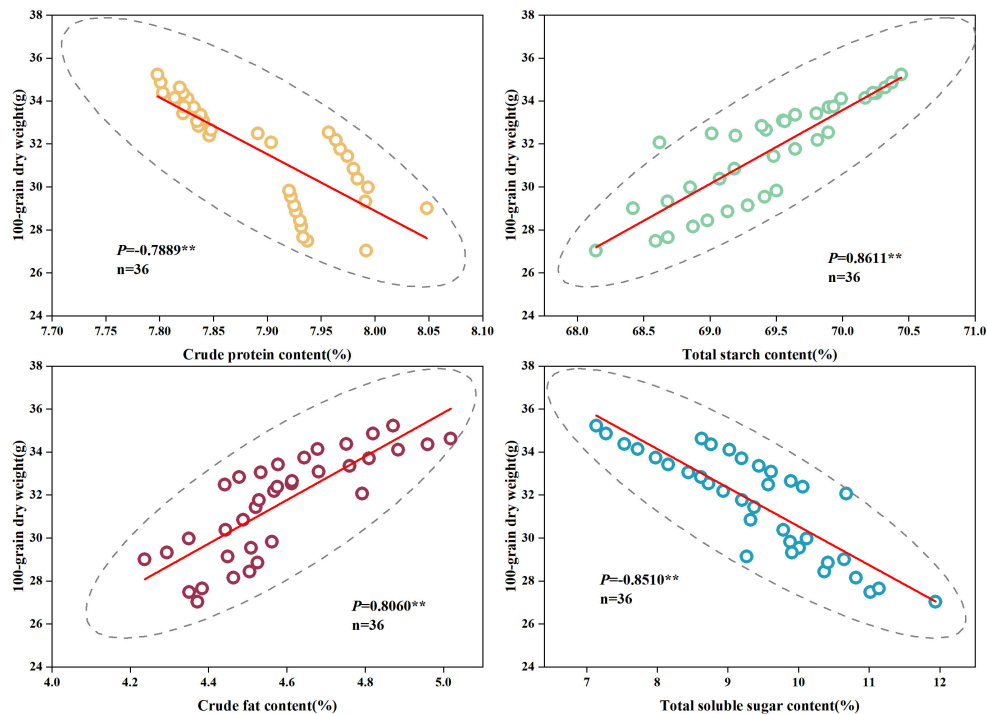 38
36
34
32
30
28
26
24
100-grain dry weight(g)
P=-0.7889**
n=36
7.70 7.75 7.80 7.85 7.90 7.95 8.00 8.05 8.10
Crude protein content(%)
38
36
34
32
30
28
26
24
100-grain dry weight(g)
P=0.8611**
n=36
68.0 68.5 69.0 69.5 70.0 70.5 71.0
Total starch content(%)
38
36
34
32
30
28
26
24
100-grain dry weight(g)
P=0.8060**
n=36
4.0 4.2 4.4 4.6 4.8 5.0
Crude fat content(%)
38
36
34
32
30
28
26
24
100-grain dry weight(g)
P=-0.8510**
n=36
7 8 9 10 11 12
Total soluble sugar content(%)